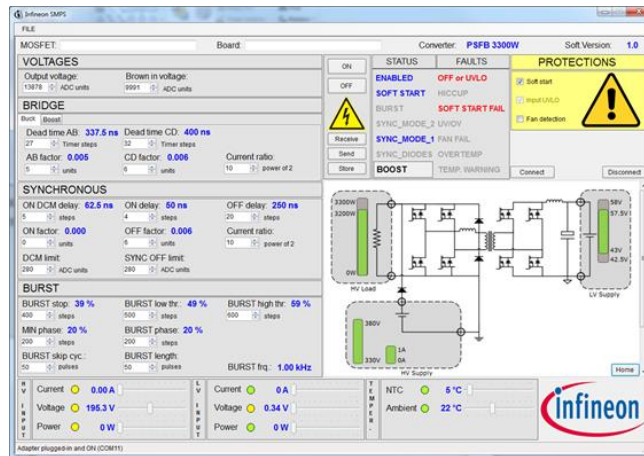 Infineon SMPS
FILE
MOSFET: Board: Converter: PSFB 3300W Soft.Version: 1.0
VOLTAGES
Output voltage: Brown in voltage:
13878 ADC units 9991 ADC units
BRIDGE
Buck Boost
Dead time AB: 337.5 ns Dead time CD: 400 ns
27 Timer steps 32 Timer steps
AB factor: 0.005 CD factor: 0.006 Current ratio:
5 units 6 units 10 power of 2
SYNCHRONOUS
ON DCM delay: 62.5 ns ON delay: 50 ns OFF delay: 250 ns
5 steps 4 steps 20 steps
ON factor: 0.000 OFF factor: 0.006 Current ratio:
0 units 6 units 10 power of 2
DCM limit: SYNC OFF limit:
280 ADC units 280 ADC units
BURST
BURST stop: 39 % BURST low thr.: 49 % BURST high thr: 59 %
400 steps 500 steps 600 steps
MIN phase: 20 % BURST phase: 20 %
200 steps 200 steps
BURST skip cyc.: BURST length:
50 pulses 50 pulses BURST frq.: 1.00 kHz
ON
OFF
Receive
Send
Store
STATUS FAULTS
ENABLED OFF or UVLO
SOFT START HICCUP
BURST SOFT START FAIL
SYNC_MODE_2 UV/OV
SYNC_MODE_1 FAN FAIL
SYNC_DIODES OVERTEMP
BOOST TEMP. WARNING
PROTECTIONS
Soft start
Input UVLO
Fan detection
Connect Disconnect
3300W
3200W
0W
HV Load
58V
57.5V
43V
42.5V
LV Supply
380V
330V
1A
0A
HV Supply
Home
HV INPUT
Current 0.00 A
Voltage 195.3 V
Power 0 W
LV INPUT
Current 0 A
Voltage 0.34 V
Power 0 W
TEMPER.
NTC 5 °C
Ambient 22 °C
infineon
Adapter plugged-in and ON (COM11)